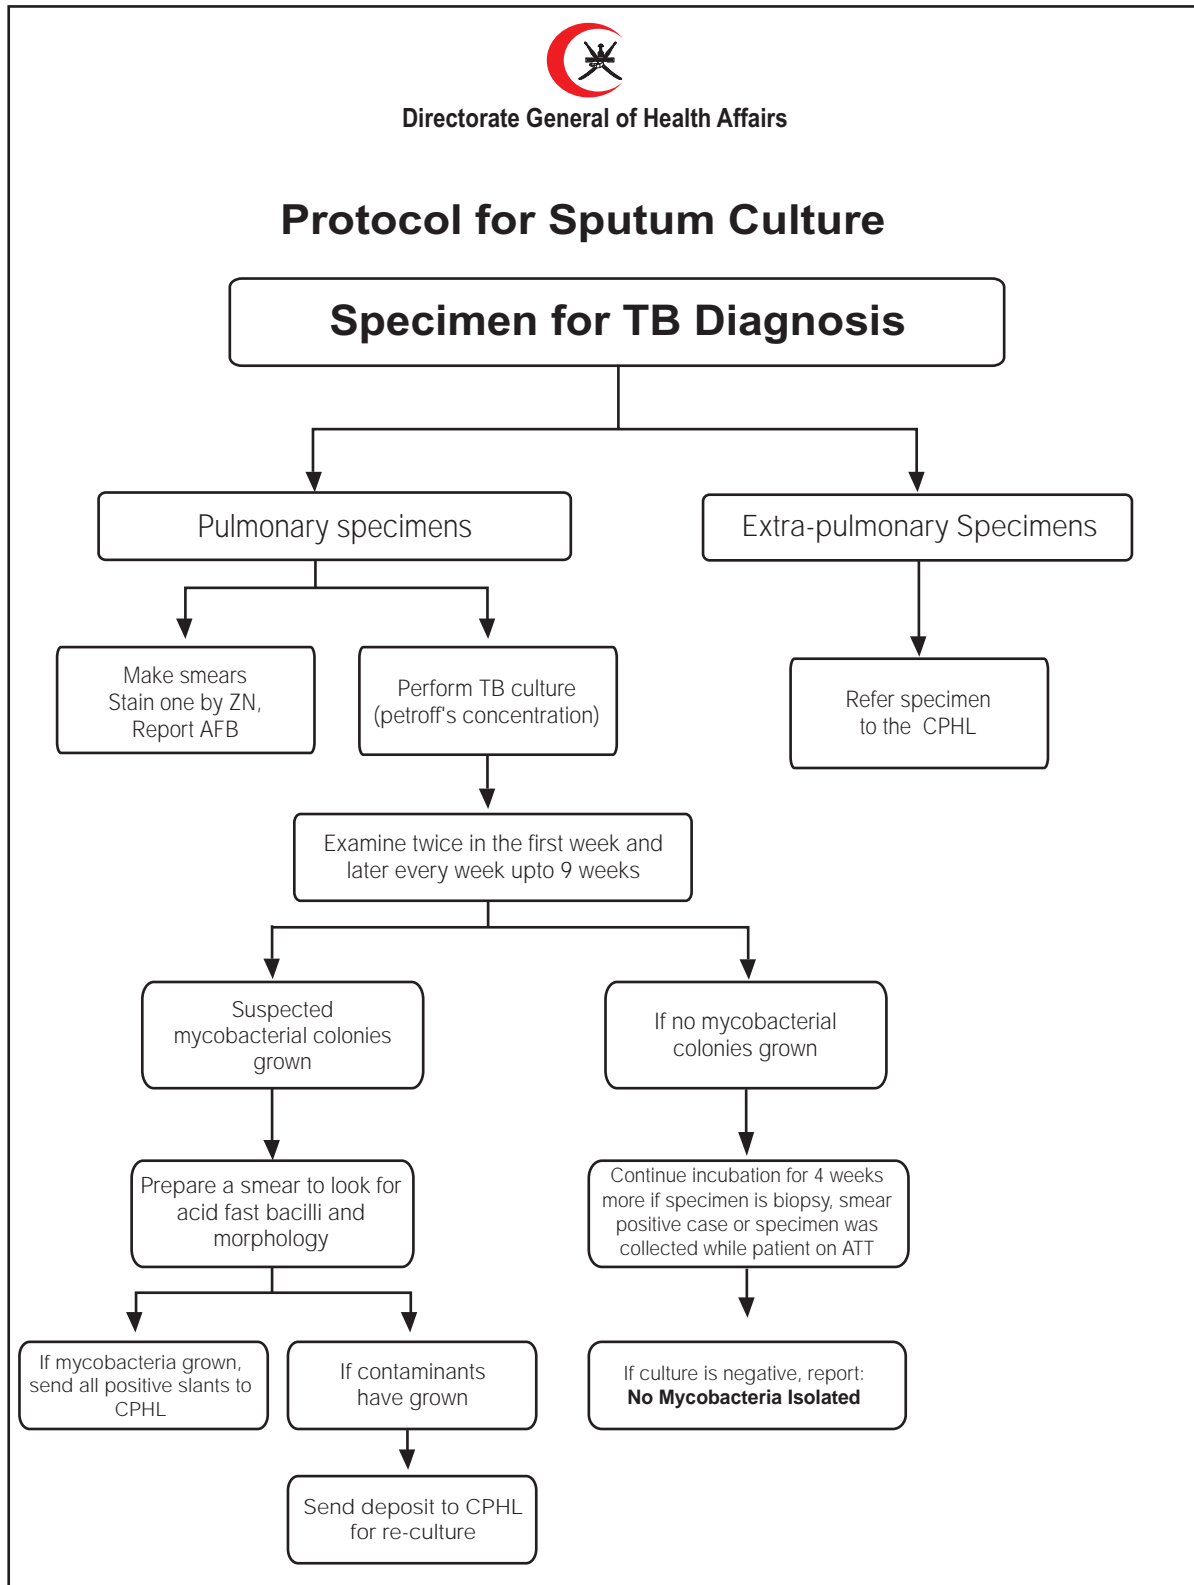 Directorate General of Health Affairs
Protocol for Sputum Culture
Specimen for TB Diagnosis
Pulmonary specimens
Extra-pulmonary Specimens
Make smears
Stain one by ZN,
Report AFB
Perform TB culture
(petroff's concentration)
Refer specimen
to the CPHL
Examine twice in the first week and
later every week upto 9 weeks
Suspected
mycobacterial colonies
grown
If no mycobacterial
colonies grown
Prepare a smear to look for
acid fast bacilli and
morphology
Continue incubation for 4 weeks
more if specimen is biopsy, smear
positive case or specimen was
collected while patient on ATT
If mycobacteria grown,
send all positive slants to
CPHL
If contaminants
have grown
If culture is negative, report:
No Mycobacteria Isolated
Send deposit to CPHL
for re-culture